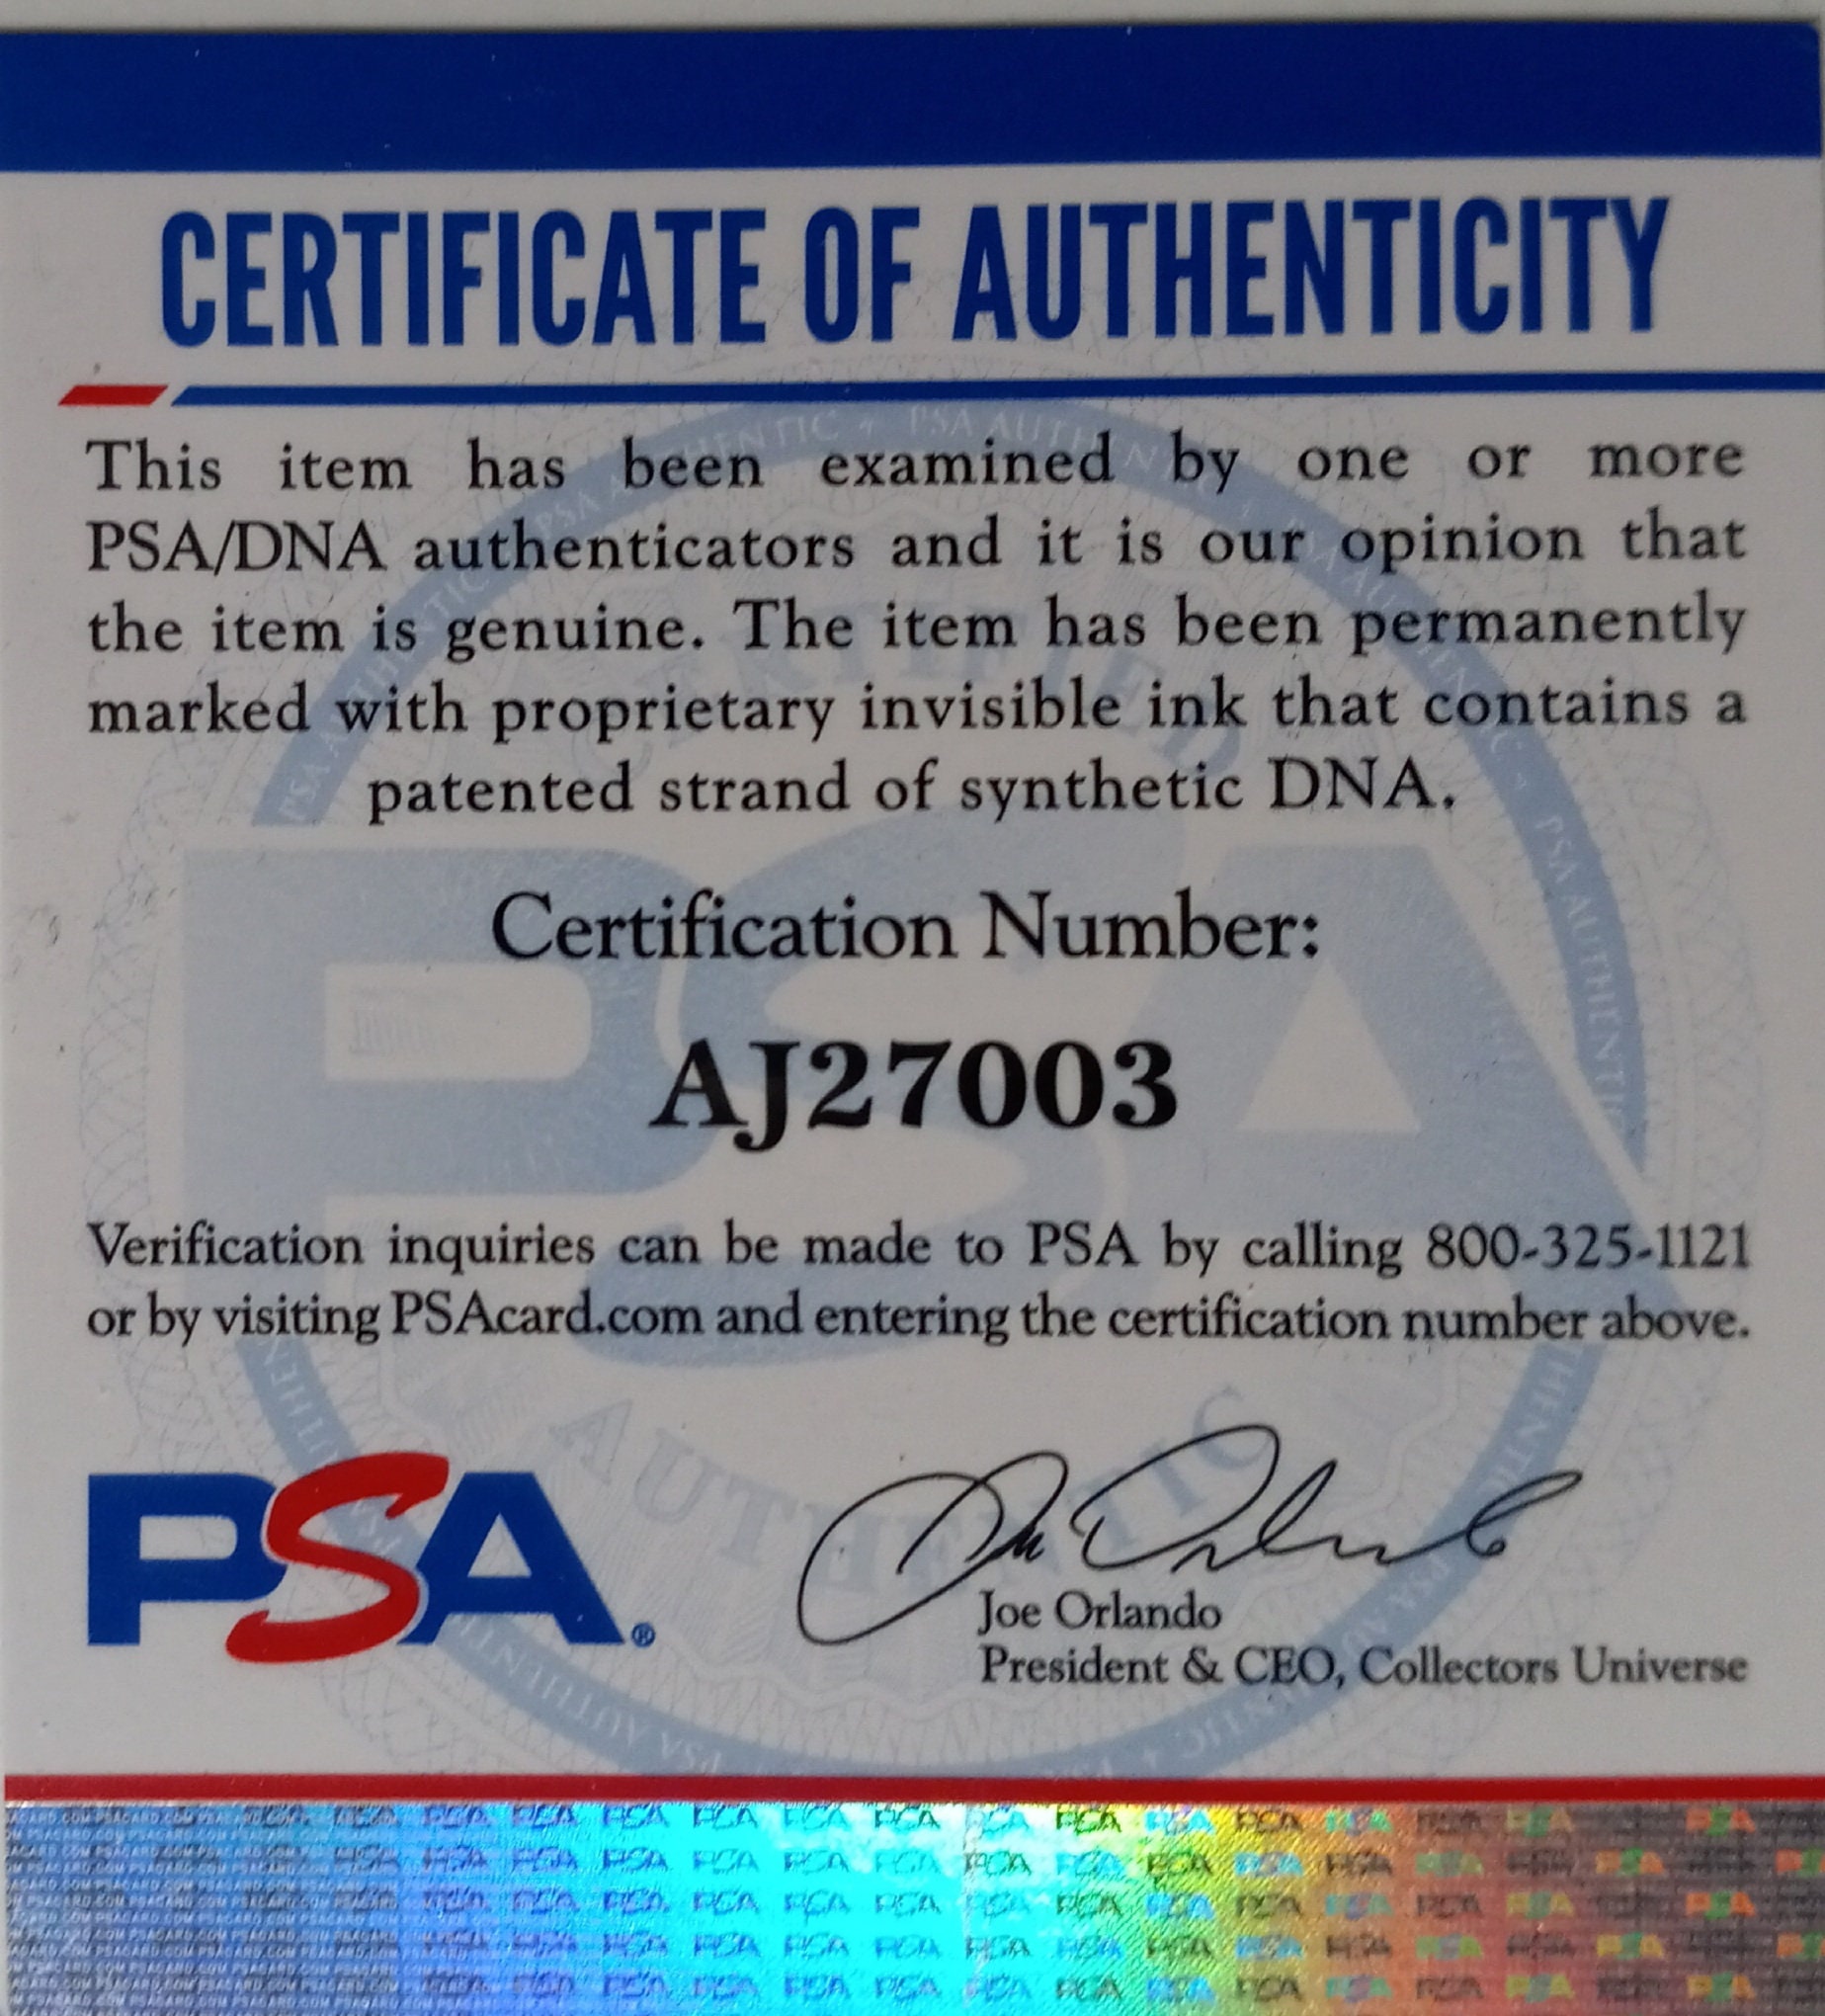 CERTIFICATE OF AUTHENTICITY
This item has been examined by one or more
PSA/DNA authenticators and it is our opinion that
the item is genuine. The item has been permanently
marked with proprietary invisible ink that contains a
patented strand of synthetic DNA.
Certification Number:
AJ27003
Verification inquiries can be made to PSA by calling 800-325-1121
or by visiting PSAcard.com and entering the certification number above.
PSA®
Joe Orlando
President & CEO, Collectors Universe